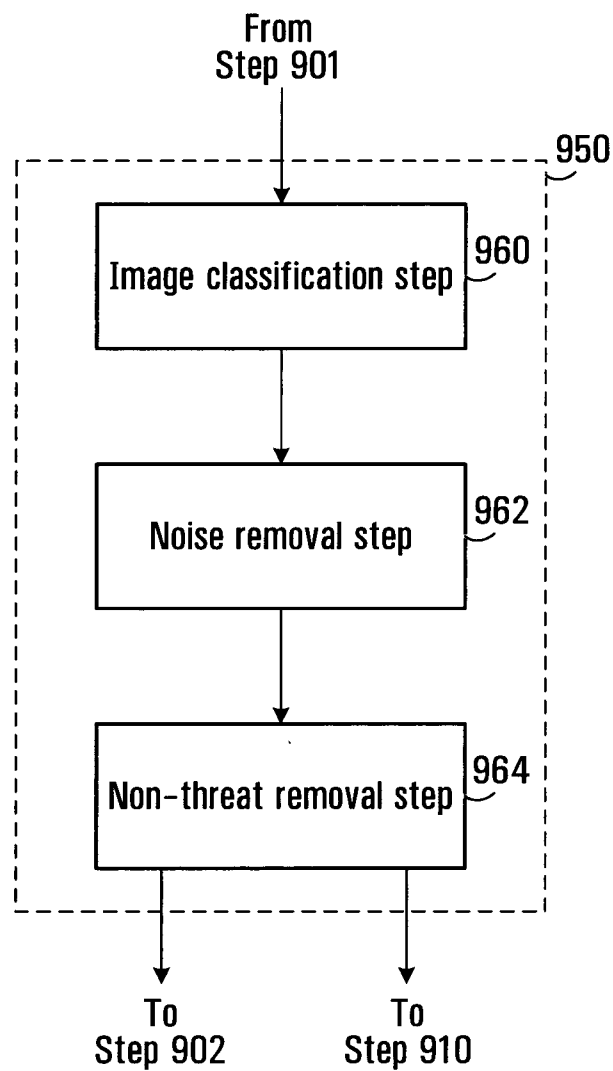 From
Step 901
950
960
Image classification step
962
Noise removal step
964
Non-threat removal step
To
Step 902
To
Step 910